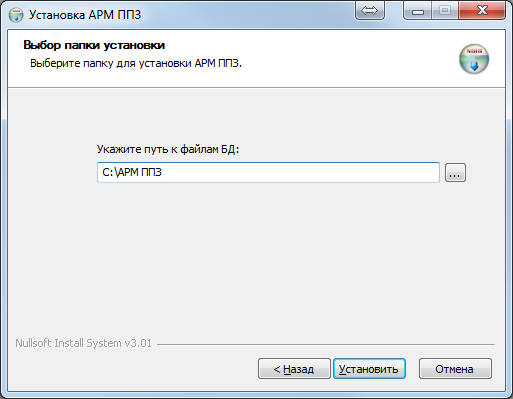 Установка АРМ ППЗ
Выбор папки установки
Выберите папку для установки АРМ ППЗ.
Укажите путь к файлам БД:
C:\АРМ ППЗ
...
Nullsoft Install System v3.01
< Назад
Установить
Отмена